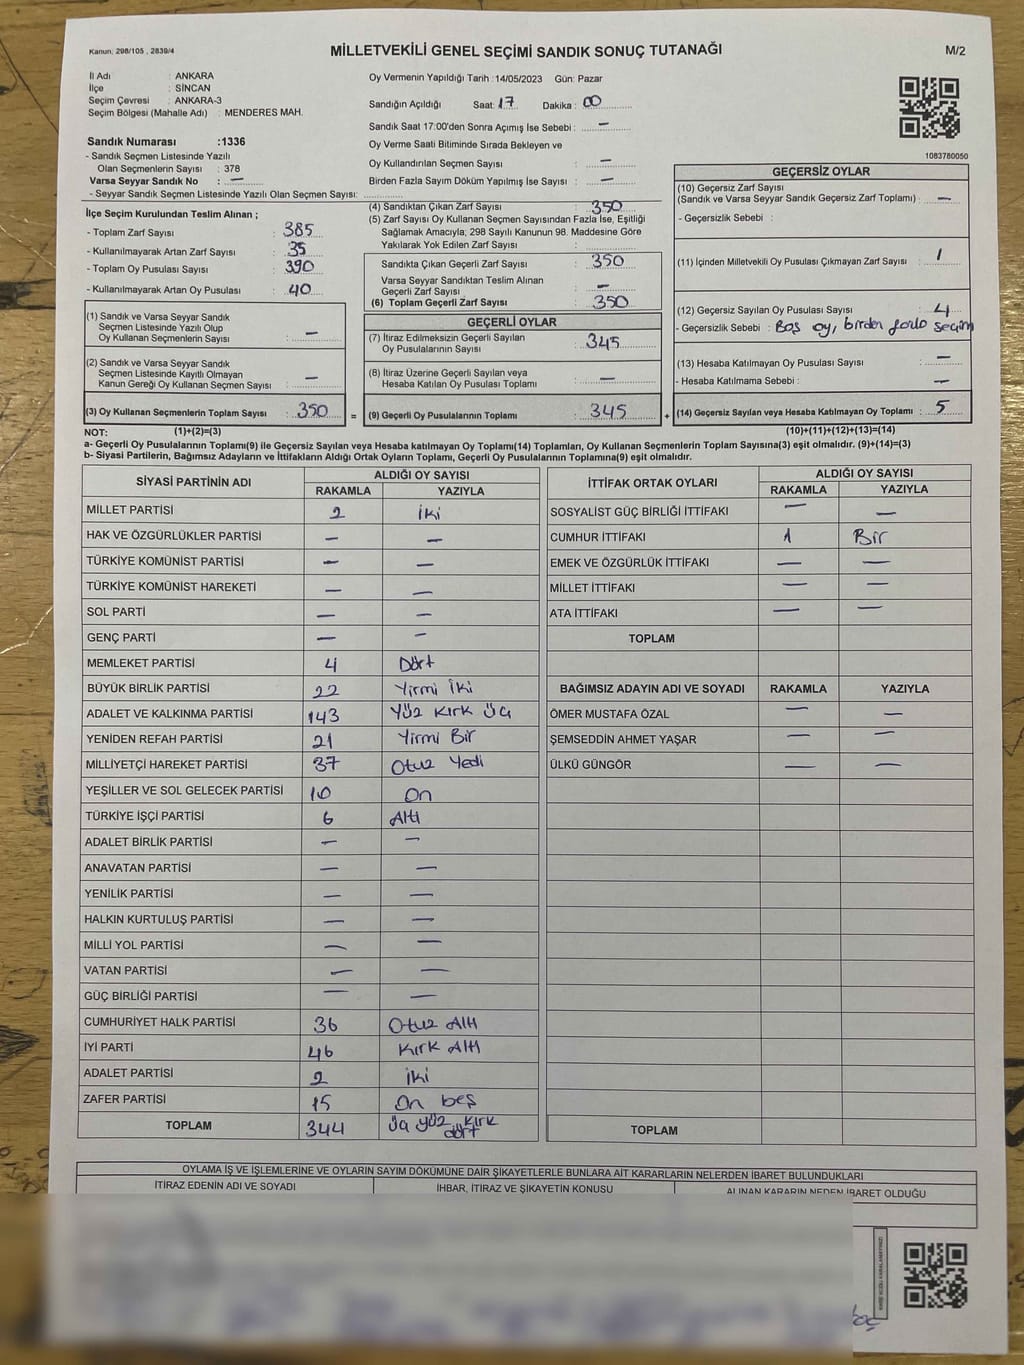 Kanun; 298/105 , 2839/4
MİLLETVEKİLİ GENEL SEÇİMİ SANDIK SONUÇ TUTANAĞI
M/2
İl Adı : ANKARA
İlçe : SİNCAN
Seçim Çevresi : ANKARA-3
Seçim Bölgesi (Mahalle Adı) : MENDERES MAH.
Sandık Numarası :1336
- Sandık Seçmen Listesinde Yazılı
Olan Seçmenlerin Sayısı : 378
Varsa Seyyar Sandık No : —
- Seyyar Sandık Seçmen Listesinde Yazılı Olan Seçmen Sayısı:
Oy Vermenin Yapıldığı Tarih :14/05/2023 Gün: Pazar
Sandığın Açıldığı Saat: 17 Dakika : 00
Sandık Saat 17:00'den Sonra Açımış İse Sebebi : —
Oy Verme Saati Bitiminde Sırada Bekleyen ve
Oy Kullandırılan Seçmen Sayısı : —
Birden Fazla Sayım Döküm Yapılmış İse Sayısı : —
1083780050
İlçe Seçim Kurulundan Teslim Alınan ;
- Toplam Zarf Sayısı : 385
- Kullanılmayarak Artan Zarf Sayısı : 35
- Toplam Oy Pusulası Sayısı : 390
- Kullanılmayarak Artan Oy Pusulası : 40
(4) Sandıktan Çıkan Zarf Sayısı : 350
(5) Zarf Sayısı Oy Kullanan Seçmen Sayısından Fazla İse, Eşitliği
Sağlamak Amacıyla; 298 Sayılı Kanunun 98. Maddesine Göre
Yakılarak Yok Edilen Zarf Sayısı :
Sandıkta Çıkan Geçerli Zarf Sayısı : 350
Varsa Seyyar Sandıktan Teslim Alınan
Geçerli Zarf Sayısı : —
(6) Toplam Geçerli Zarf Sayısı : 350
GEÇERSİZ OYLAR
(10) Geçersiz Zarf Sayısı
(Sandık ve Varsa Seyyar Sandık Geçersiz Zarf Toplamı) : —
- Geçersizlik Sebebi :
(11) İçinden Milletvekili Oy Pusulası Çıkmayan Zarf Sayısı : 1
(12) Geçersiz Sayılan Oy Pusulası Sayısı : 4
- Geçersizlik Sebebi : Boş oy, birden fazla seçim
(13) Hesaba Katılmayan Oy Pusulası Sayısı : —
- Hesaba Katılmama Sebebi : —
(14) Geçersiz Sayılan veya Hesaba Katılmayan Oy Toplamı : 5
(10)+(11)+(12)+(13)=(14)
(1) Sandık ve Varsa Seyyar Sandık
Seçmen Listesinde Yazılı Olup
Oy Kullanan Seçmenlerin Sayısı : —
(2) Sandık ve Varsa Seyyar Sandık
Seçmen Listesinde Kayıtlı Olmayan
Kanun Gereği Oy Kullanan Seçmen Sayısı : —
(3) Oy Kullanan Seçmenlerin Toplam Sayısı : 350 =
(1)+(2)=(3)
GEÇERLİ OYLAR
(7) İtiraz Edilmeksizin Geçerli Sayılan
Oy Pusulalarının Sayısı : 345
(8) İtiraz Üzerine Geçerli Sayılan veya
Hesaba Katılan Oy Pusulası Toplamı : —
(9) Geçerli Oy Pusulalarının Toplamı : 345 +
NOT:
a- Geçerli Oy Pusulalarının Toplamı(9) ile Geçersiz Sayılan veya Hesaba katılmayan Oy Toplamı(14) Toplamları, Oy Kullanan Seçmenlerin Toplam Sayısına(3) eşit olmalıdır. (9)+(14)=(3)
b- Siyasi Partilerin, Bağımsız Adayların ve İttifakların Aldığı Ortak Oyların Toplamı, Geçerli Oy Pusulalarının Toplamına(9) eşit olmalıdır.
SİYASİ PARTİNİN ADI ALDIĞI OY SAYISI
RAKAMLA YAZIYLA
MİLLET PARTİSİ 2 iki
HAK VE ÖZGÜRLÜKLER PARTİSİ — —
TÜRKİYE KOMÜNİST PARTİSİ — —
TÜRKİYE KOMÜNİST HAREKETİ — —
SOL PARTİ — —
GENÇ PARTİ — —
MEMLEKET PARTİSİ 4 Dört
BÜYÜK BİRLİK PARTİSİ 22 Yirmi İki
ADALET VE KALKINMA PARTİSİ 143 Yüz Kırk Üç
YENİDEN REFAH PARTİSİ 21 Yirmi Bir
MİLLİYETÇİ HAREKET PARTİSİ 37 Otuz Yedi
YEŞİLLER VE SOL GELECEK PARTİSİ 10 On
TÜRKİYE İŞÇİ PARTİSİ 6 Altı
ADALET BİRLİK PARTİSİ — —
ANAVATAN PARTİSİ — —
YENİLİK PARTİSİ — —
HALKIN KURTULUŞ PARTİSİ — —
MİLLİ YOL PARTİSİ — —
VATAN PARTİSİ — —
GÜÇ BİRLİĞİ PARTİSİ — —
CUMHURİYET HALK PARTİSİ 36 Otuz Altı
İYİ PARTİ 46 Kırk Altı
ADALET PARTİSİ 2 iki
ZAFER PARTİSİ 15 On beş
TOPLAM 344 Üç yüz kırk dört
İTTİFAK ORTAK OYLARI ALDIĞI OY SAYISI
RAKAMLA YAZIYLA
SOSYALİST GÜÇ BİRLİĞİ İTTİFAKI — —
CUMHUR İTTİFAKI 1 Bir
EMEK VE ÖZGÜRLÜK İTTİFAKI — —
MİLLET İTTİFAKI — —
ATA İTTİFAKI — —
TOPLAM
BAĞIMSIZ ADAYIN ADI VE SOYADI RAKAMLA YAZIYLA
ÖMER MUSTAFA ÖZAL — —
ŞEMSEDDİN AHMET YAŞAR — —
ÜLKÜ GÜNGÖR — —
TOPLAM
OYLAMA İŞ VE İŞLEMLERİNE VE OYLARIN SAYIM DÖKÜMÜNE DAİR ŞİKAYETLERLE BUNLARA AİT KARARLARIN NELERDEN İBARET BULUNDUKLARI
İTİRAZ EDENİN ADI VE SOYADI İHBAR, İTİRAZ VE ŞİKAYETİN KONUSU ALINAN KARARIN NEDEN İBARET OLDUĞU